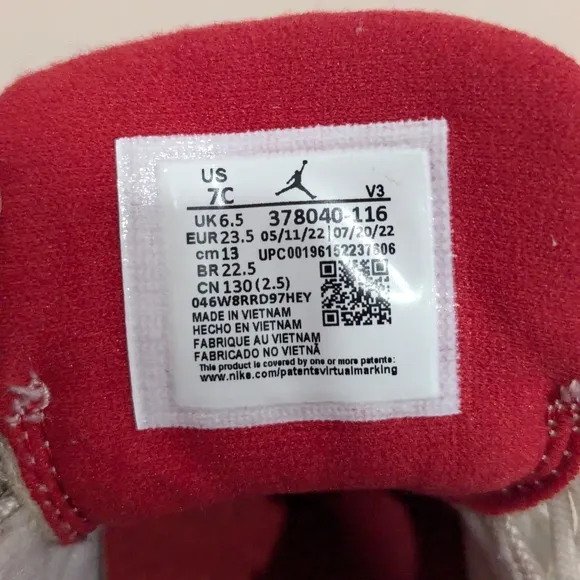 US
7C V3
UK 6.5 378040-116
EUR 23.5 05/11/22 07/20/22
cm 13 UPC00196152237606
BR 22.5
CN 130 (2.5)
046W8RRD97HEY
MADE IN VIETNAM
HECHO EN VIETNAM
FABRIQUE AU VIETNAM
FABRICADO NO VIETNÃ
This product is covered by one or more patents:
www.nike.com/patentsvirtualmarking